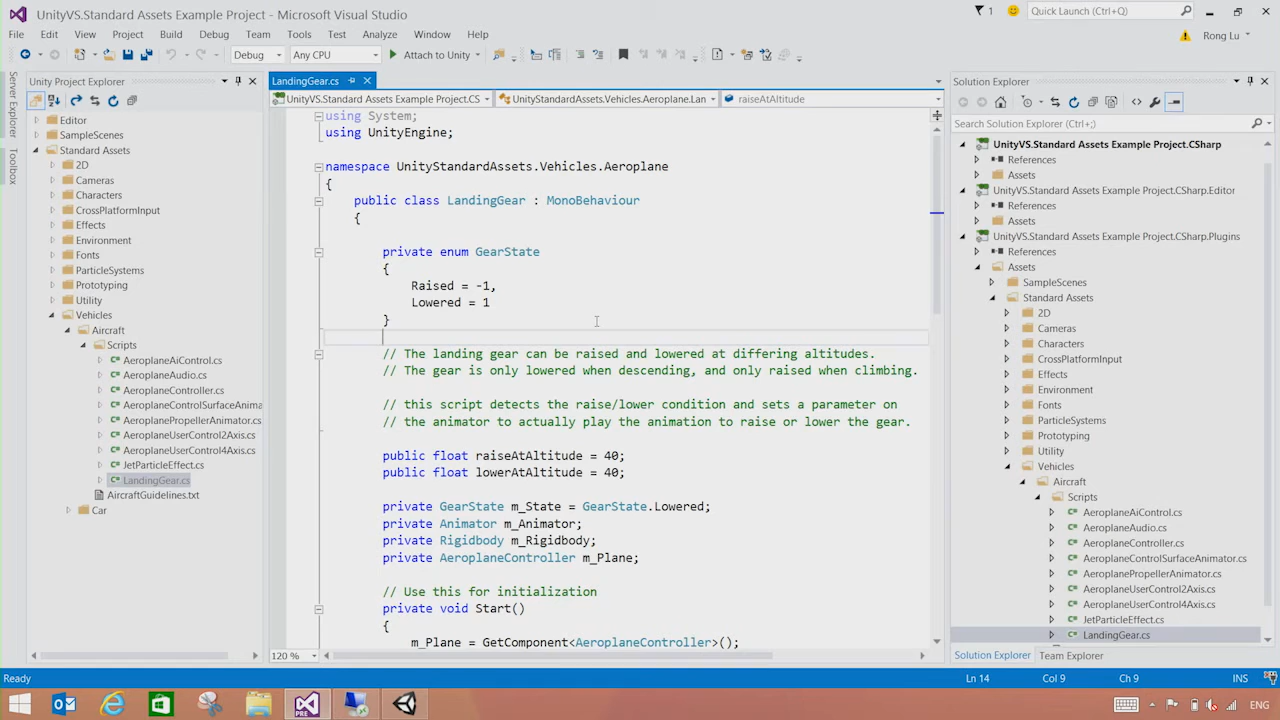 UnityVS.Standard Assets Example Project - Microsoft Visual Studio
1
Quick Launch (Ctrl+;)
File Edit View Project Build Debug Team Tools Test Analyze Window Help
Rong Lu
Debug Any CPU Attach to Unity
Server Explorer
Toolbox
Unity Project Explorer
Editor
SampleScenes
Standard Assets
2D
Cameras
Characters
CrossPlatformInput
Effects
Environment
Fonts
ParticleSystems
Prototyping
Utility
Vehicles
Aircraft
Scripts
AeroplaneAiControl.cs
AeroplaneAudio.cs
AeroplaneController.cs
AeroplaneControlSurfaceAnima
AeroplanePropellerAnimator.cs
AeroplaneUserControl2Axis.cs
AeroplaneUserControl4Axis.cs
JetParticleEffect.cs
LandingGear.cs
AircraftGuidelines.txt
Car
LandingGear.cs
UnityVS.Standard Assets Example Project.CS UnityStandardAssets.Vehicles.Aeroplane.Lan raiseAtAltitude
using System;
using UnityEngine;
namespace UnityStandardAssets.Vehicles.Aeroplane
{
public class LandingGear : MonoBehaviour
{
private enum GearState
{
Raised = -1,
Lowered = 1
}
// The landing gear can be raised and lowered at differing altitudes.
// The gear is only lowered when descending, and only raised when climbing.
// this script detects the raise/lower condition and sets a parameter on
// the animator to actually play the animation to raise or lower the gear.
public float raiseAtAltitude = 40;
public float lowerAtAltitude = 40;
private GearState m_State = GearState.Lowered;
private Animator m_Animator;
private Rigidbody m_Rigidbody;
private AeroplaneController m_Plane;
// Use this for initialization
private void Start()
{
m_Plane = GetComponent<AeroplaneController>();
120 %
Solution Explorer
Search Solution Explorer (Ctrl+;)
UnityVS.Standard Assets Example Project.CSharp
References
Assets
UnityVS.Standard Assets Example Project.CSharp.Editor
References
Assets
UnityVS.Standard Assets Example Project.CSharp.Plugins
References
Assets
SampleScenes
Standard Assets
2D
Cameras
Characters
CrossPlatformInput
Effects
Environment
Fonts
ParticleSystems
Prototyping
Utility
Vehicles
Aircraft
Scripts
AeroplaneAiControl.cs
AeroplaneAudio.cs
AeroplaneController.cs
AeroplaneControlSurfaceAnimator.cs
AeroplanePropellerAnimator.cs
AeroplaneUserControl2Axis.cs
AeroplaneUserControl4Axis.cs
JetParticleEffect.cs
LandingGear.cs
Solution Explorer Team Explorer
Ready Ln 14 Col 9 Ch 9 INS
PRE
ENG